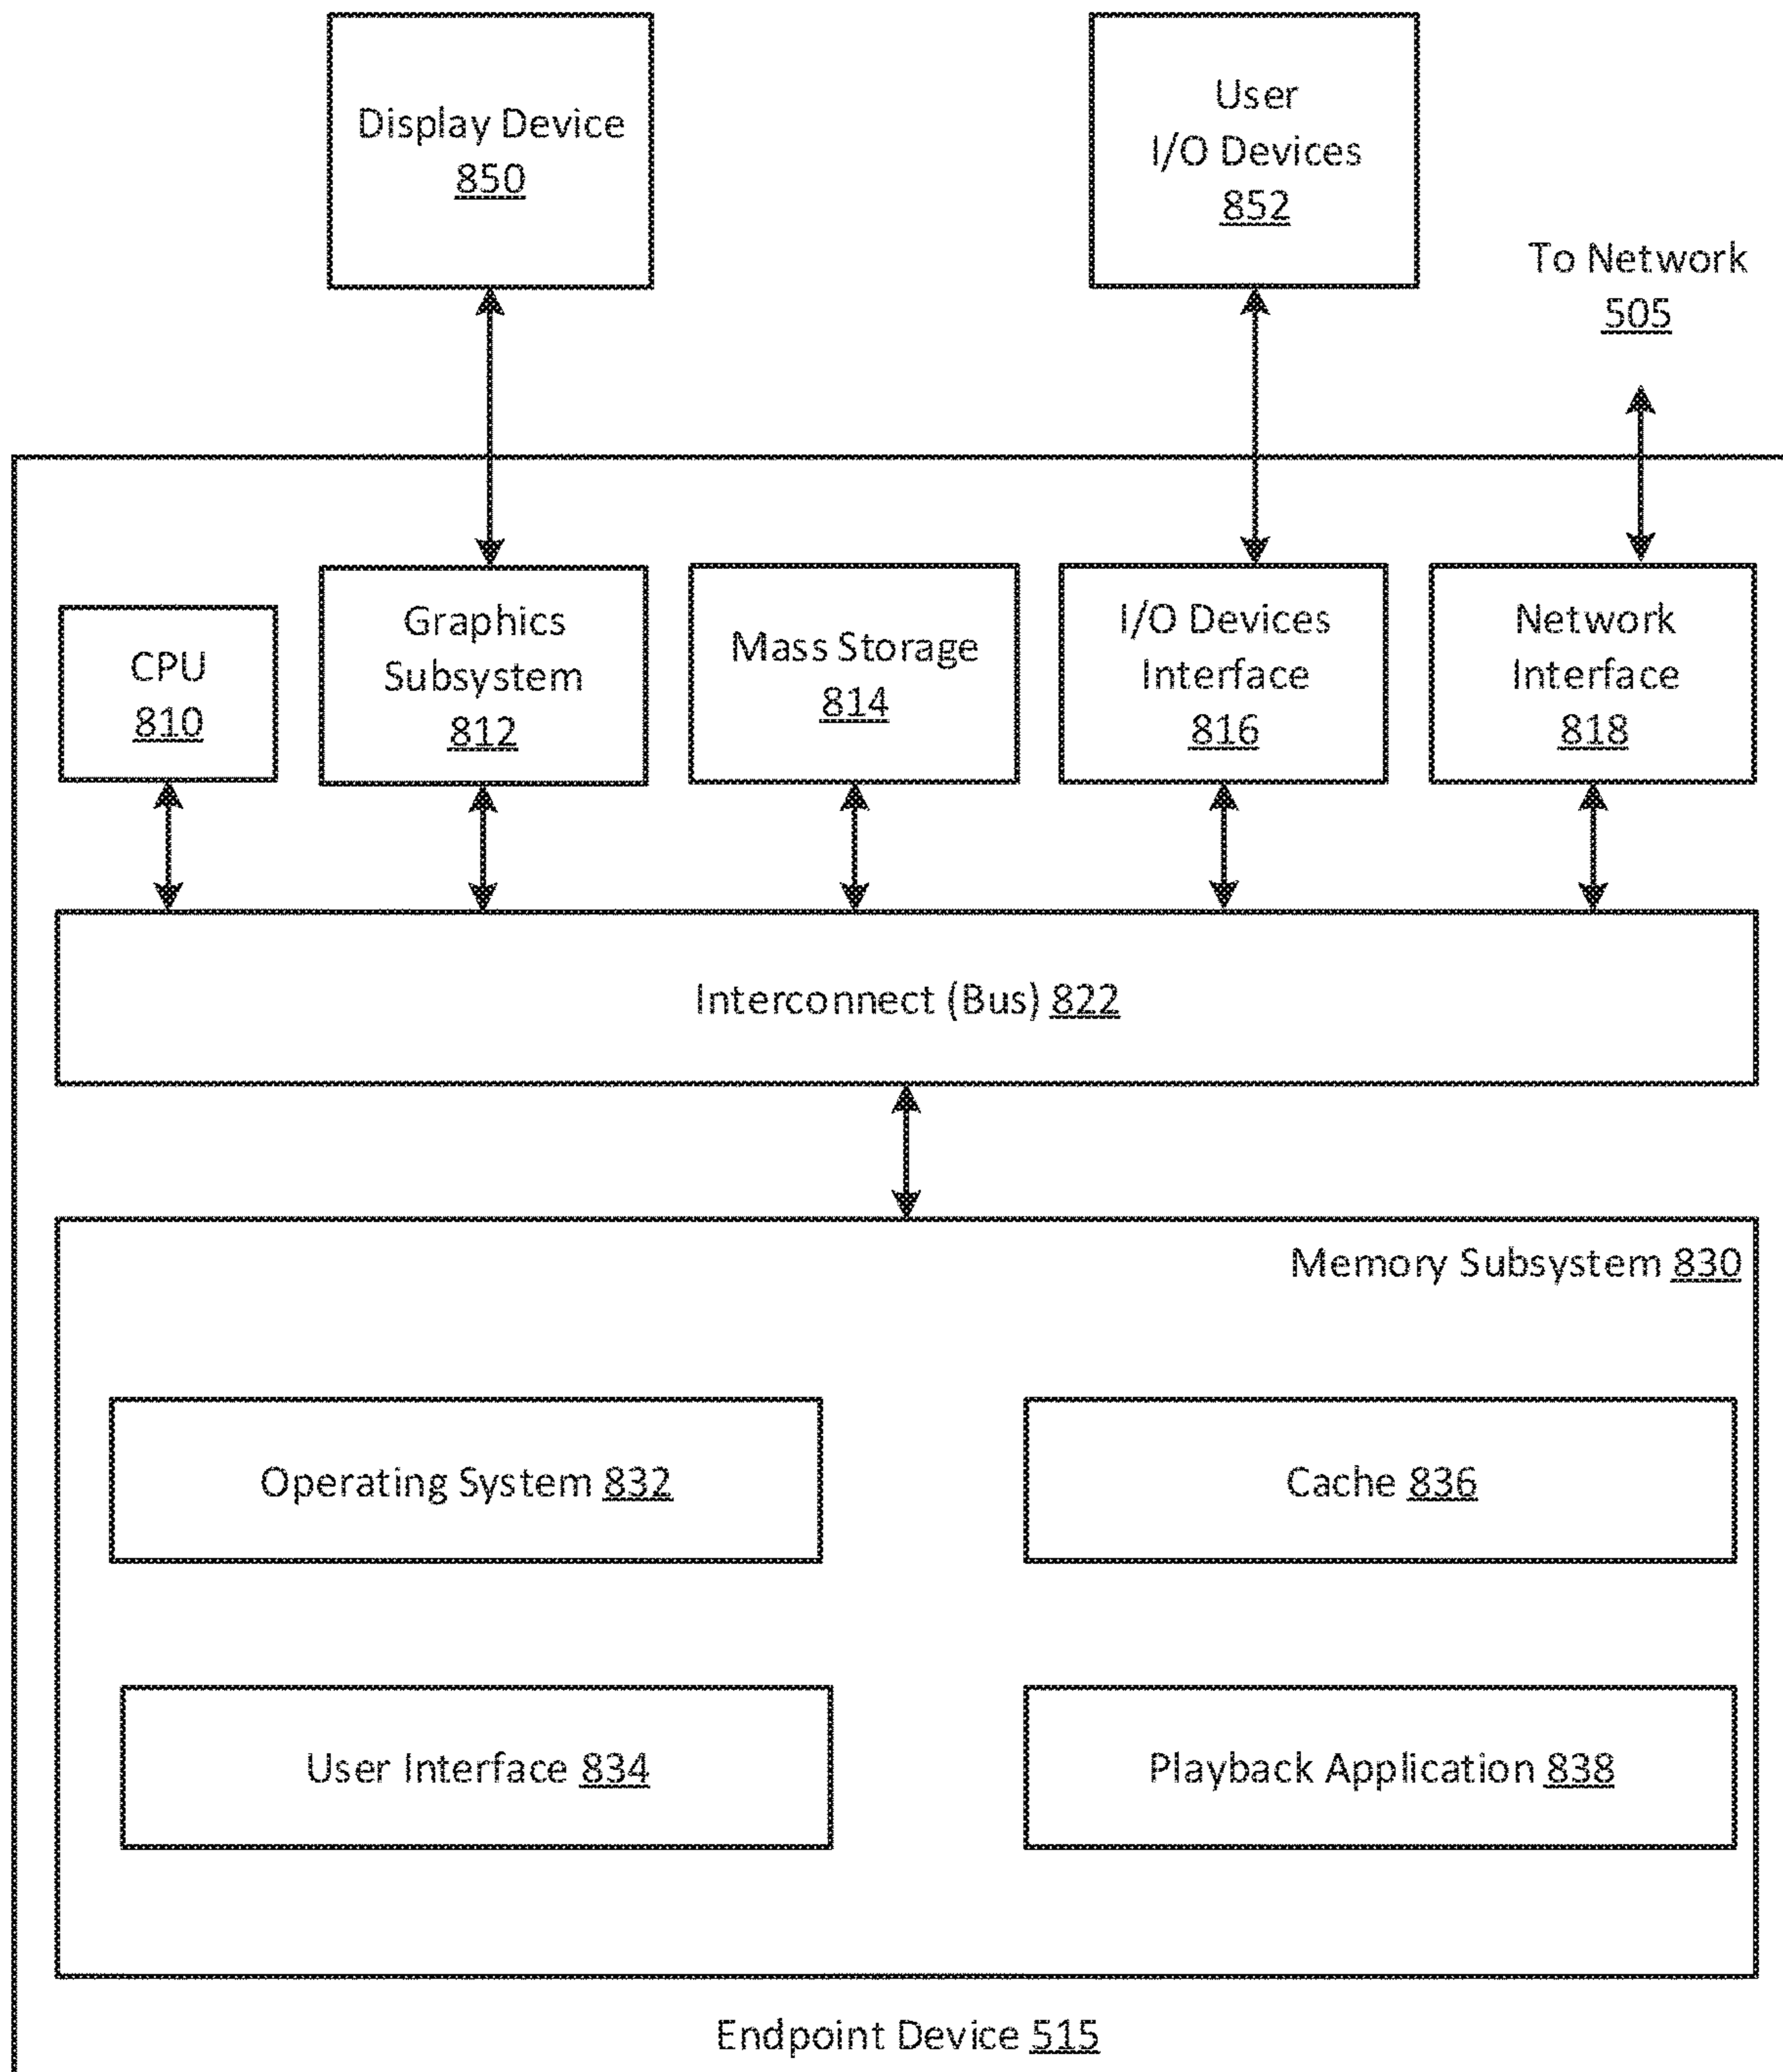 Display Device
850
User
I/O Devices
852
To Network
505
CPU
810
Graphics
Subsystem
812
Mass Storage
814
I/O Devices
Interface
816
Network
Interface
818
Interconnect (Bus) 822
Memory Subsystem 830
Operating System 832
Cache 836
User Interface 834
Playback Application 838
Endpoint Device 515